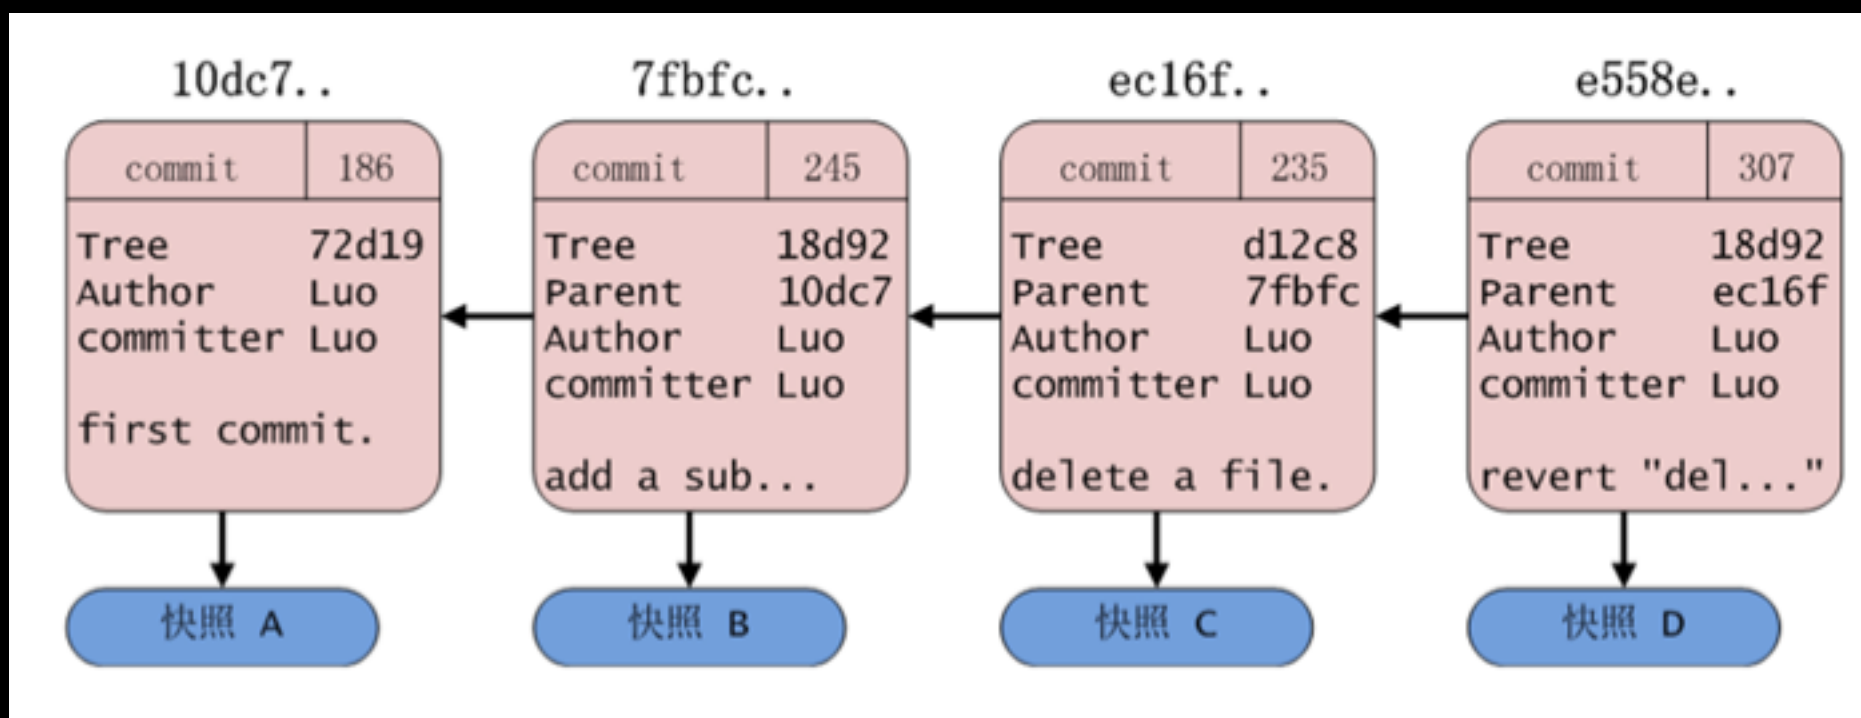 10dc7..
commit 186
Tree 72d19
Author Luo
committer Luo
first commit.
快照 A
7fbfc..
commit 245
Tree 18d92
Parent 10dc7
Author Luo
committer Luo
add a sub...
快照 B
ec16f..
commit 235
Tree d12c8
Parent 7fbfc
Author Luo
committer Luo
delete a file.
快照 C
e558e..
commit 307
Tree 18d92
Parent ec16f
Author Luo
committer Luo
revert "del..."
快照 D